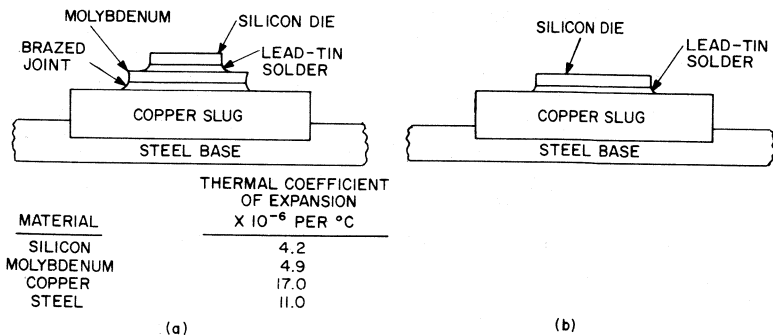 MOLYBDENUM
SILICON DIE
BRAZED
JOINT
LEAD-TIN
SOLDER
COPPER SLUG
STEEL BASE
SILICON DIE
LEAD-TIN
SOLDER
COPPER SLUG
STEEL BASE
THERMAL COEFFICIENT
OF EXPANSION
MATERIAL X 10⁻⁶ PER °C
SILICON 4.2
MOLYBDENUM 4.9
COPPER 17.0
STEEL 11.0
(a)
(b)